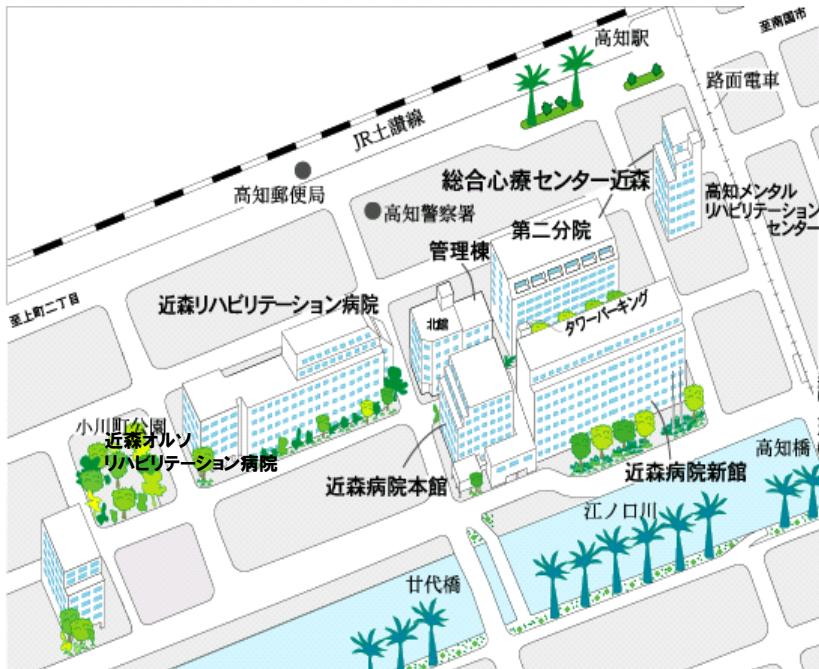 至南国市
高知駅
路面電車
JR土讃線
高知郵便局
高知警察署
総合心療センター近森
高知メンタル
リハビリテーション
センター
第二分院
管理棟
至上町二丁目
近森リハビリテーション病院
北館
タワーパーキング
小川町公園
近森オルソ
リハビリテーション病院
近森病院本館
近森病院新館
高知橋
江ノ口川
廿代橋